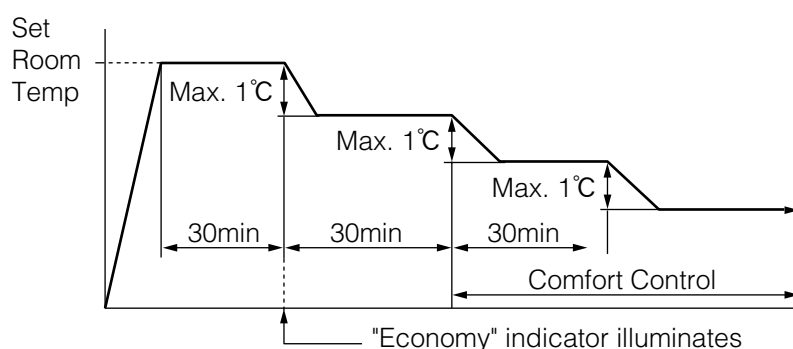 Set
Room
Temp
Max. 1℃
Max. 1℃
Max. 1℃
30min
30min
30min
Comfort Control
"Economy" indicator illuminates